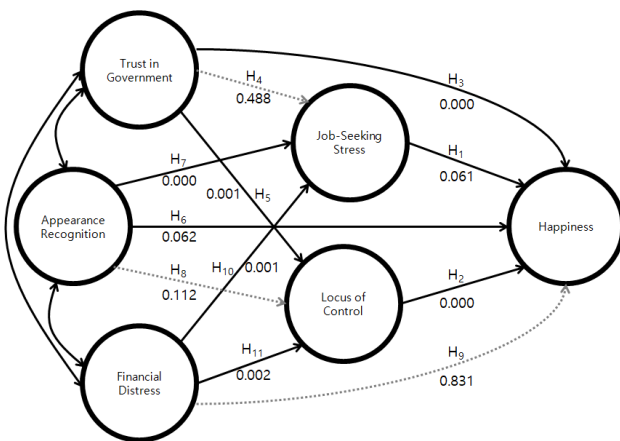 Trust in
Government
H₃
0.000
H₄
0.488
Job-Seeking
Stress
H₁
0.061
H₇
0.000
0.001
H₅
Appearance
Recognition
H₆
0.062
Happiness
H₈
0.112
H₁₀
0.001
Locus of
Control
H₂
0.000
H₁₁
0.002
H₉
0.831
Financial
Distress